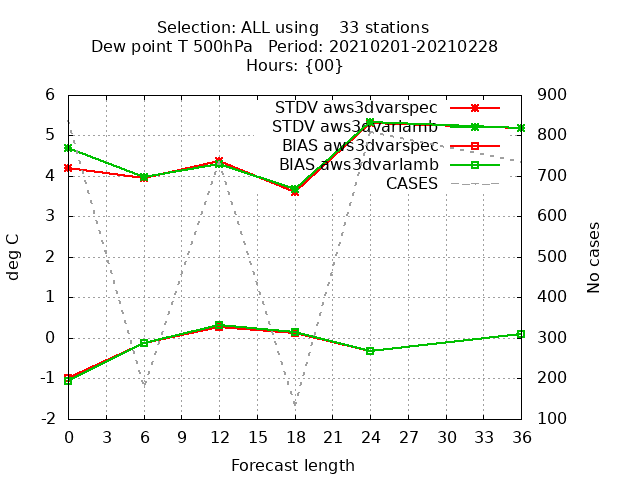 Selection: ALL using    33 stations
Dew point T 500hPa   Period: 20210201-20210228
Hours: {00}
6
5
4
3
2
1
0
-1
-2
900
800
700
600
500
400
300
200
100
deg C
No cases
STDV aws3dvarspec
STDV aws3dvarlamb
BIAS aws3dvarspec
BIAS aws3dvarlamb
CASES
0 3 6 9 12 15 18 21 24 27 30 33 36
Forecast length